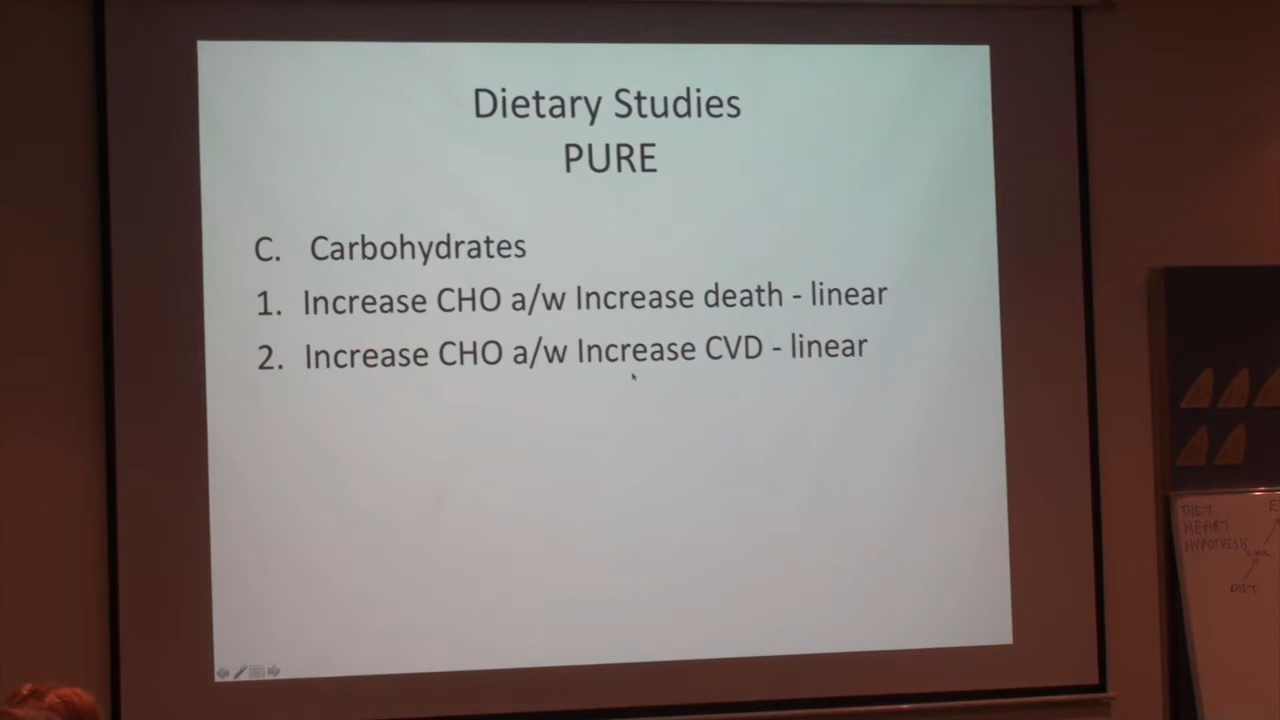 Dietary Studies
PURE
C. Carbohydrates
1. Increase CHO a/w Increase death - linear
2. Increase CHO a/w Increase CVD - linear
DIET
HEART
HYPOTHESIS
DIET